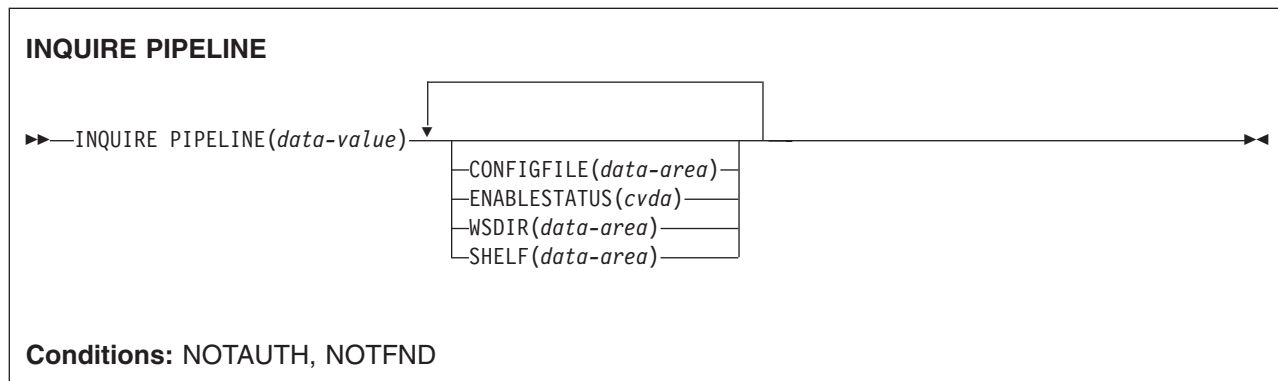 INQUIRE PIPELINE
INQUIRE PIPELINE(data-value)
CONFIGFILE(data-area)
ENABLESTATUS(cvda)
WSDIR(data-area)
SHELF(data-area)
Conditions: NOTAUTH, NOTFND